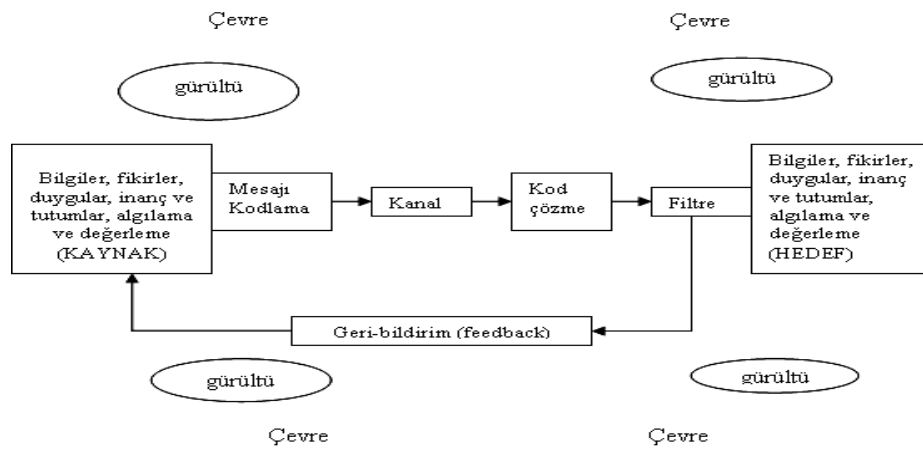 Çevre
Çevre
gürültü
gürültü
Bilgiler, fikirler,
duygular, inanç ve
tutumlar, algılama
ve değerleme
(KAYNAK)
Mesajı
Kodlama
Kanal
Kod
çözme
Filtre
Bilgiler, fikirler,
duygular, inanç
ve tutumlar,
algılama ve
değerleme
(HEDEF)
Geri-bildirim (feedback)
gürültü
gürültü
Çevre
Çevre